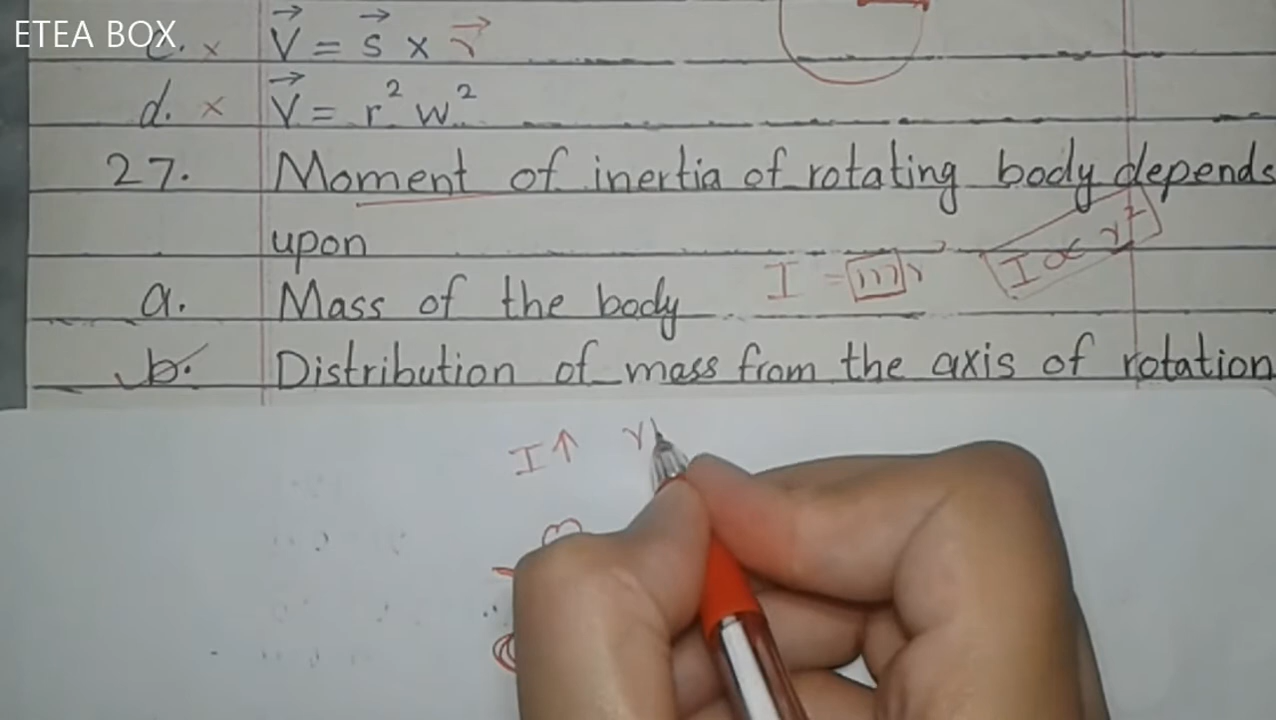 ETEA BOX
c. × V = s × r
d. × V = r² w²
27. Moment of inertia of rotating body depends
upon
I ∝ r²
a. Mass of the body I = mr
b. Distribution of mass from the axis of rotation
I ↑ r